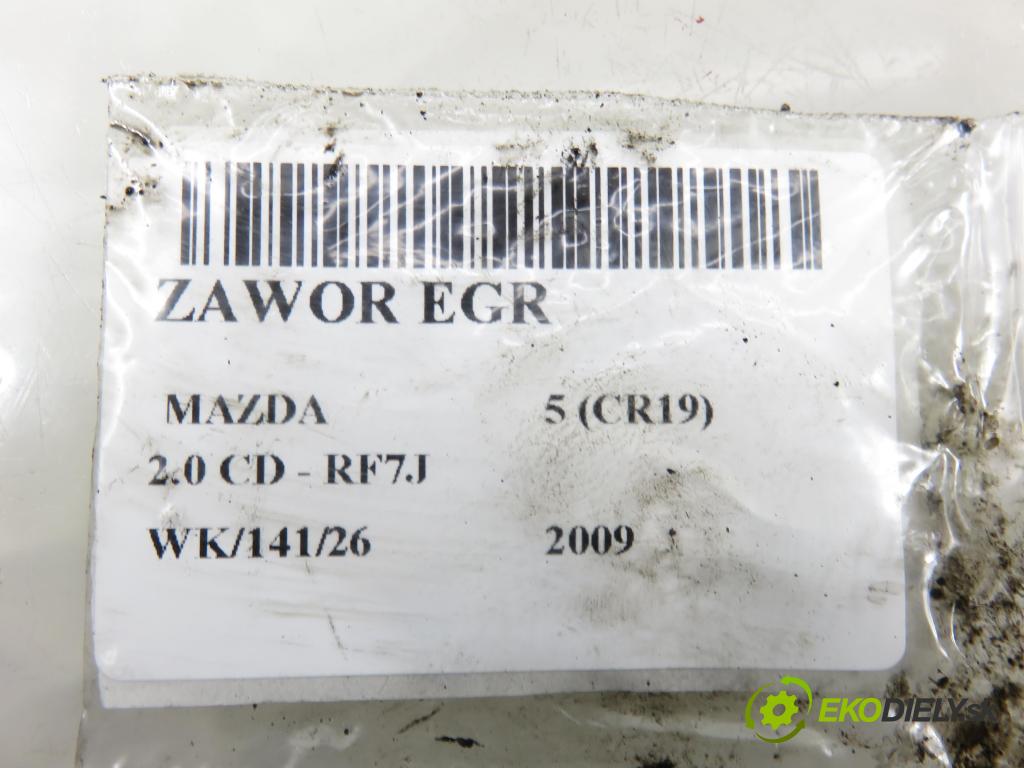 ZAWOR EGR
MAZDA 5 (CR19)
2.0 CD - RF7J
WK/141/26 2009
EKODIELY.sk